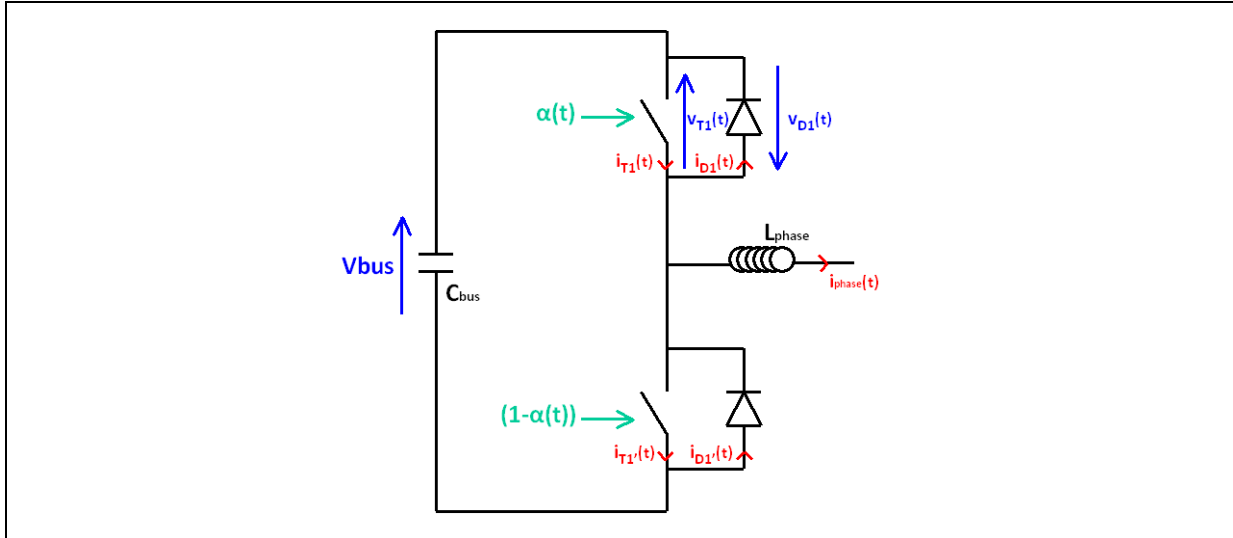 α(t)
vT1(t)
vD1(t)
iT1(t)
iD1(t)
Lphase
Vbus
iphase(t)
Cbus
(1-α(t))
iT1'(t)
iD1'(t)